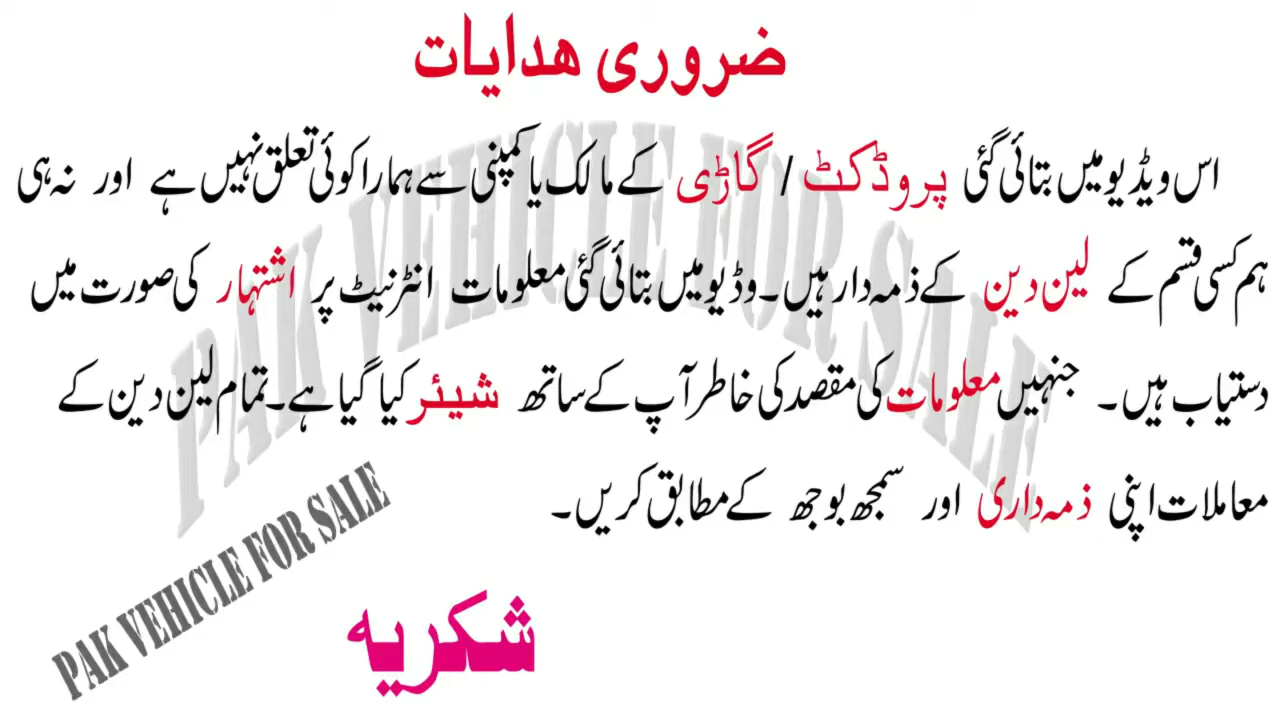 ضروری ھدایات
اس ویڈیو میں بتائی گئی پروڈکٹ / گاڑی کے مالک یا کمپنی سے ہمارا کوئی تعلق نہیں ہے اور نہ ہی
ہم کسی قسم کے لین دین کے ذمہ دار ہیں۔ وڈیو میں بتائی گئی معلومات انٹرنیٹ پر اشتہار کی صورت میں
دستیاب ہیں۔ جنہیں معلومات کی مقصد کی خاطر آپ کے ساتھ شیئر کیا گیا ہے۔ تمام لین دین کے
معاملات اپنی ذمہ داری اور سمجھ بوجھ کے مطابق کریں۔
PAK VEHICLE FOR SALE
PAK VEHICLE FOR SALE
شکریہ